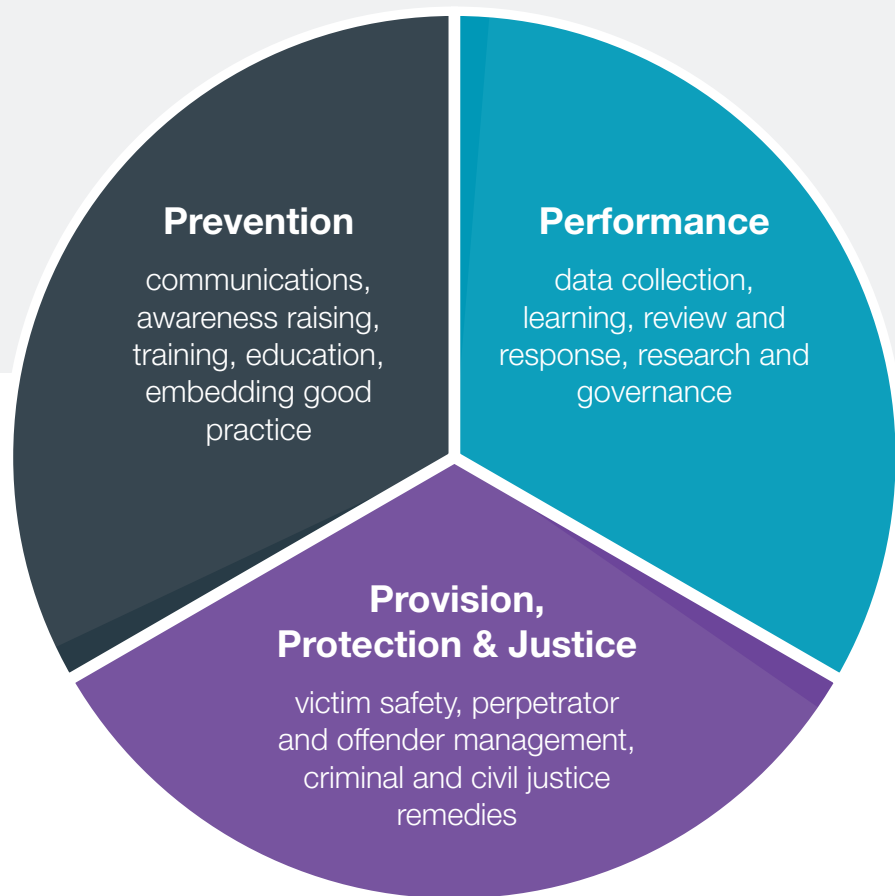 Prevention
communications,
awareness raising,
training, education,
embedding good
practice
Performance
data collection,
learning, review and
response, research and
governance
Provision,
Protection & Justice
victim safety, perpetrator
and offender management,
criminal and civil justice
remedies